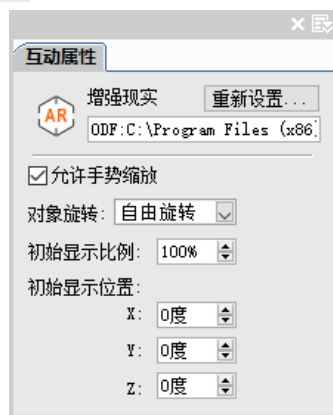 互动属性
AR
增强现实
重新设置...
ODF:C:\Program Files (x86)
允许手势缩放
对象旋转: 自由旋转
初始显示比例: 100%
初始显示位置:
X: 0度
Y: 0度
Z: 0度